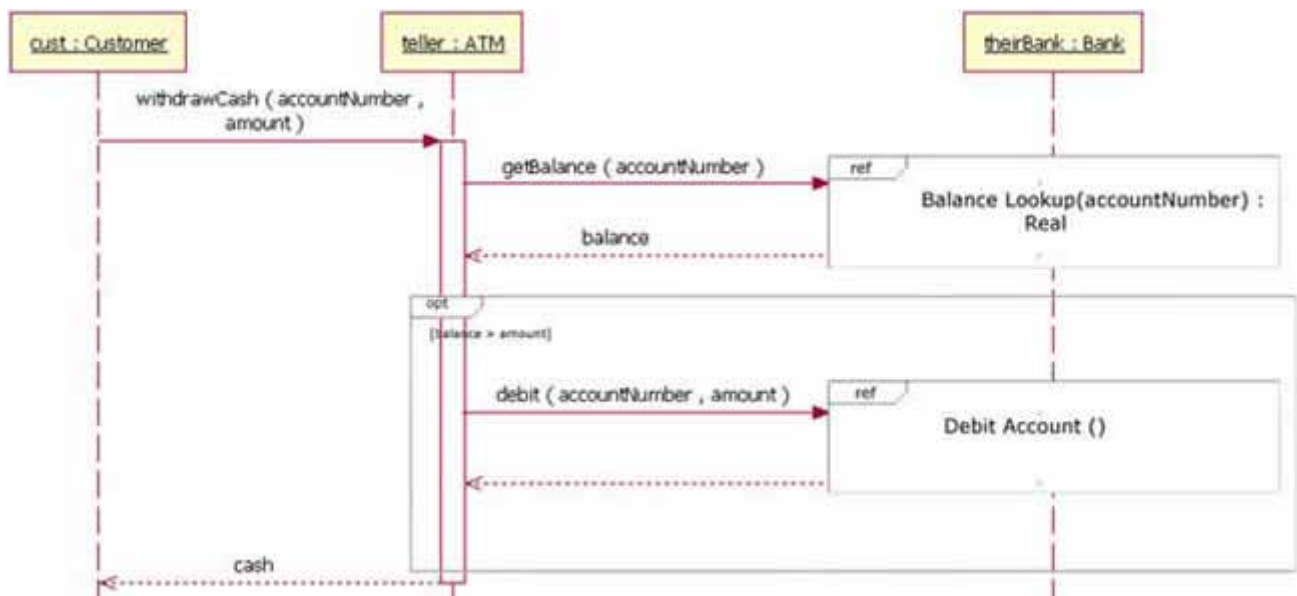 cust : Customer
teller : ATM
theirBank : Bank
withdrawCash ( accountNumber ,
amount )
getBalance ( accountNumber )
ref
Balance Lookup(accountNumber) :
Real
balance
opt
[balance > amount]
debit ( accountNumber , amount )
ref
Debit Account ()
cash